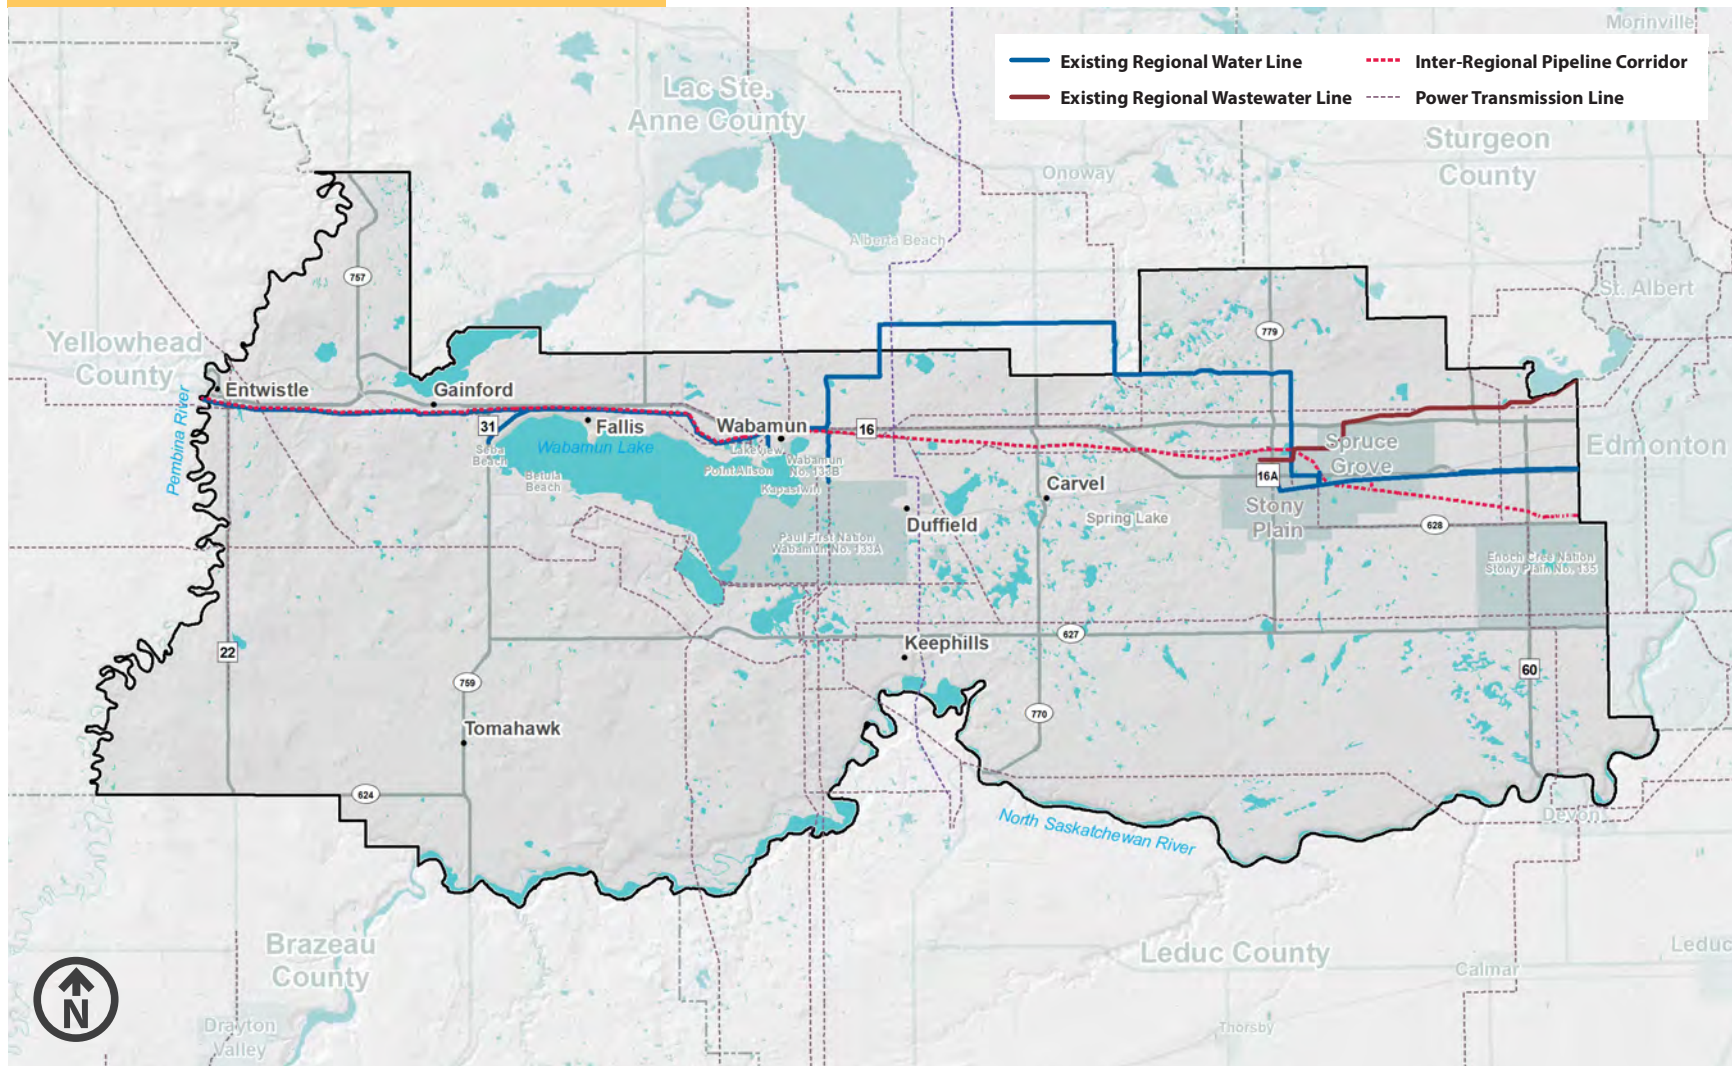 Morinville
Existing Regional Water Line
Inter-Regional Pipeline Corridor
Existing Regional Wastewater Line
Power Transmission Line
Lac Ste.
Anne County
Sturgeon
County
Onoway
Alberta Beach
757
St. Albert
779
Yellowhead
County
Entwistle
Gainford
Pembina River
31
Fallis
Wabamun
16
Wabamun Lake
Seba
Beach
Lakeview
Point Alison
Wabamun
No. 133B
Kapasiwin
Betula
Beach
Spruce
Grove
Edmonton
16A
Carvel
Stony
Plain
Spring Lake
Duffield
628
Paul First Nation
Wabamun No. 133A
Enoch Cree Nation
Stony Plain No. 135
22
Keephills
627
60
759
770
Tomahawk
624
North Saskatchewan River
Devon
Brazeau
County
Leduc County
Leduc
Calmar
N
Drayton
Valley
Thorsby